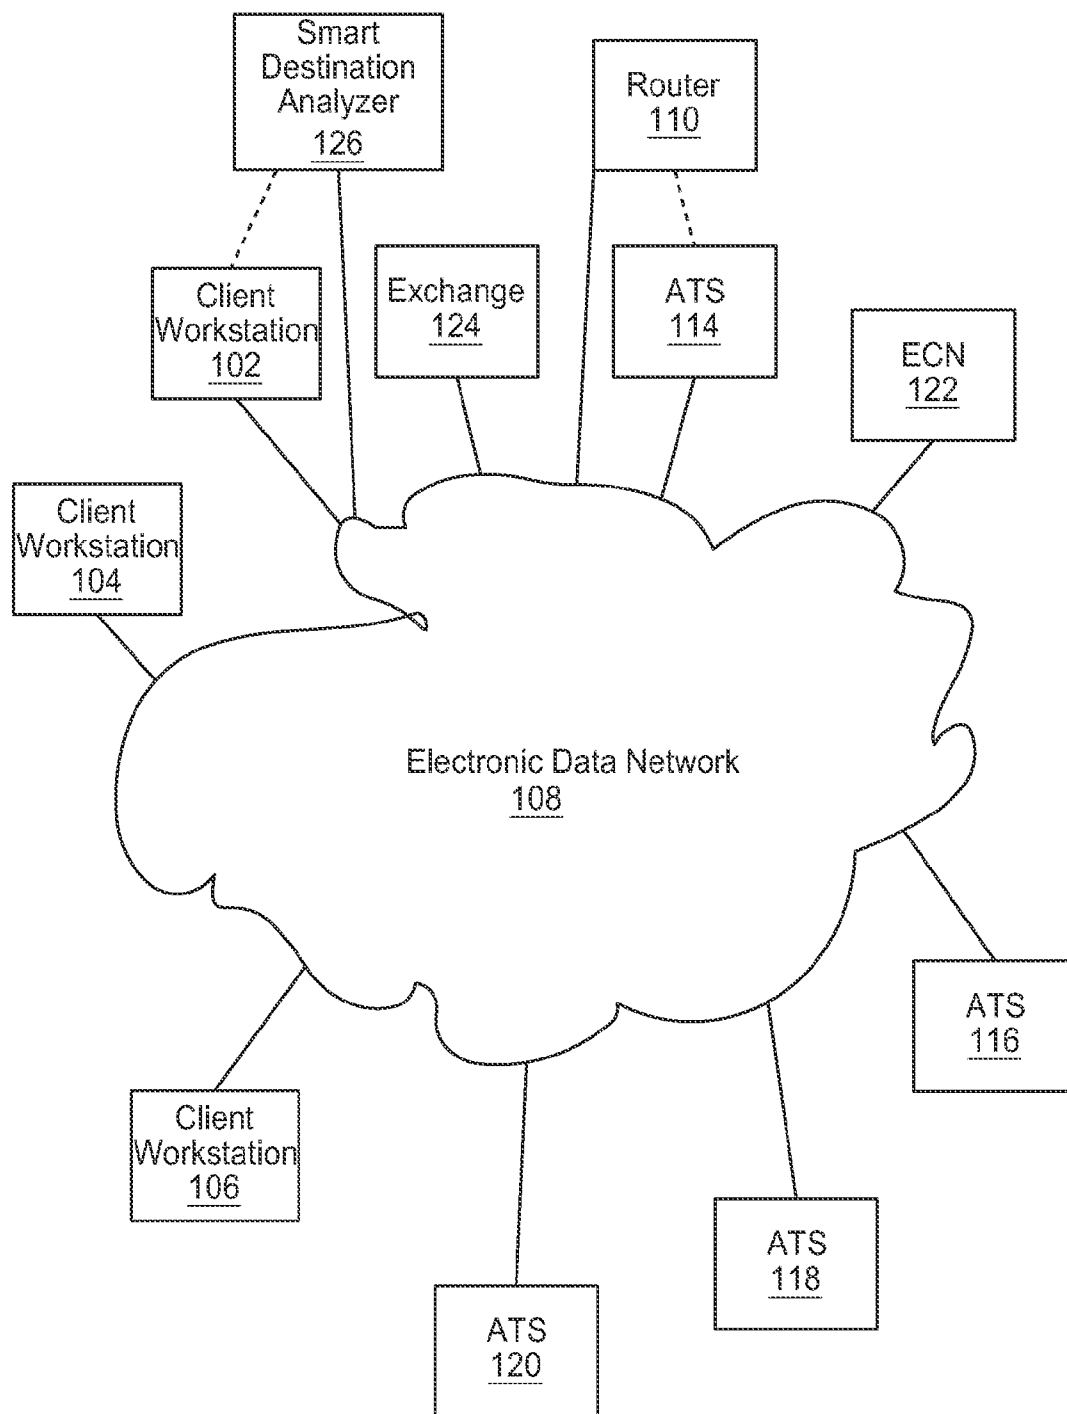 Smart
Destination
Analyzer
126
Router
110
Client
Workstation
102
Exchange
124
ATS
114
ECN
122
Client
Workstation
104
Electronic Data Network
108
ATS
116
Client
Workstation
106
ATS
118
ATS
120